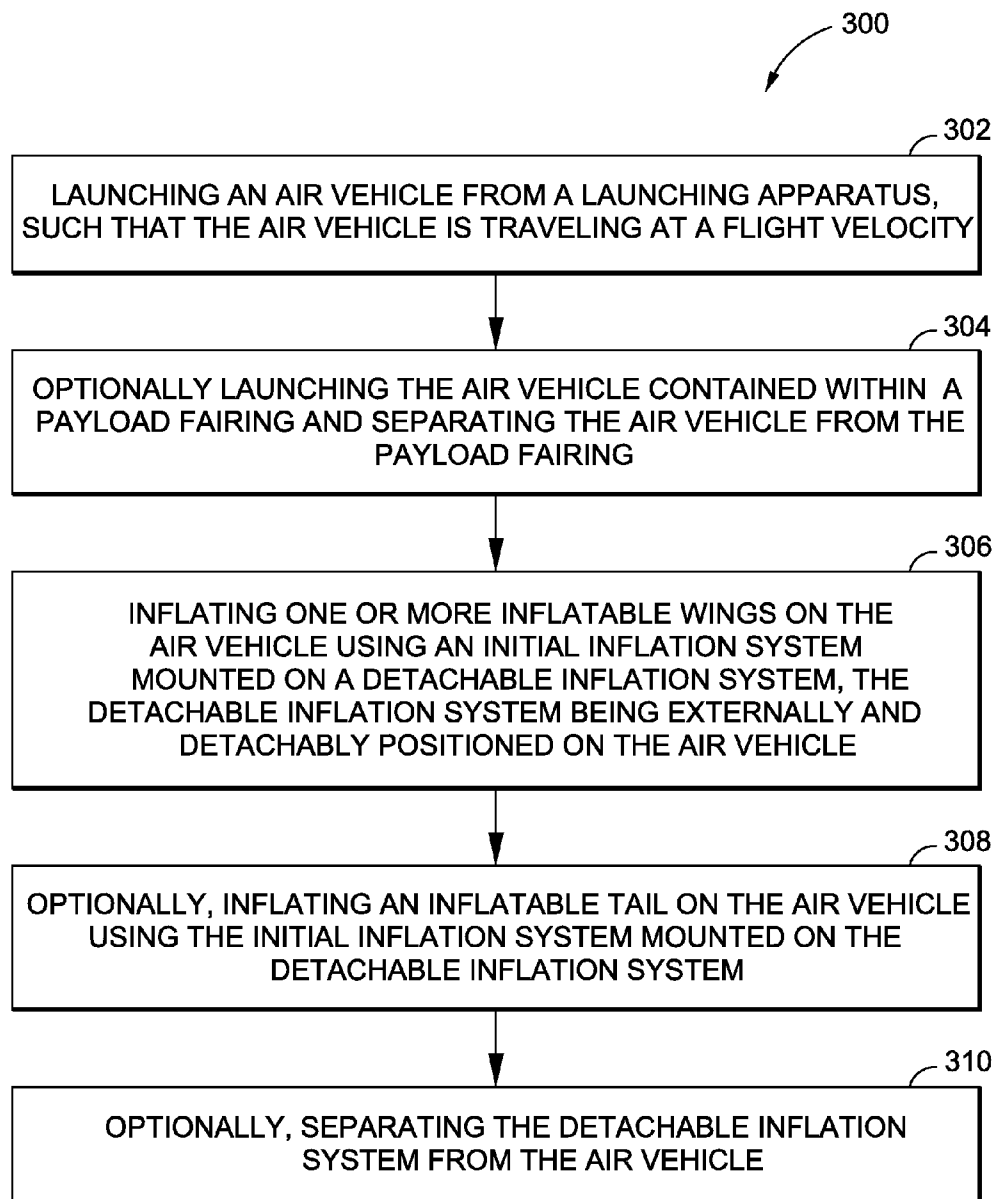 300
302
LAUNCHING AN AIR VEHICLE FROM A LAUNCHING APPARATUS,
SUCH THAT THE AIR VEHICLE IS TRAVELING AT A FLIGHT VELOCITY
304
OPTIONALLY LAUNCHING THE AIR VEHICLE CONTAINED WITHIN A
PAYLOAD FAIRING AND SEPARATING THE AIR VEHICLE FROM THE
PAYLOAD FAIRING
306
INFLATING ONE OR MORE INFLATABLE WINGS ON THE
AIR VEHICLE USING AN INITIAL INFLATION SYSTEM
MOUNTED ON A DETACHABLE INFLATION SYSTEM, THE
DETACHABLE INFLATION SYSTEM BEING EXTERNALLY AND
DETACHABLY POSITIONED ON THE AIR VEHICLE
308
OPTIONALLY, INFLATING AN INFLATABLE TAIL ON THE AIR VEHICLE
USING THE INITIAL INFLATION SYSTEM MOUNTED ON THE
DETACHABLE INFLATION SYSTEM
310
OPTIONALLY, SEPARATING THE DETACHABLE INFLATION
SYSTEM FROM THE AIR VEHICLE